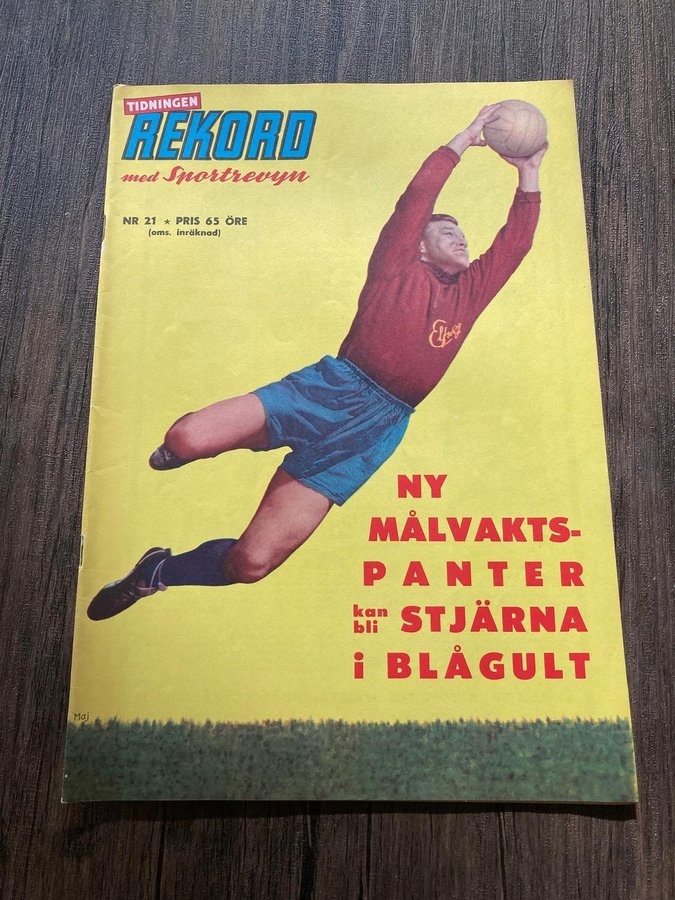 TIDNINGEN
REKORD
med Sportrevyn
NR 21 ★ PRIS 65 ÖRE
(oms. inräknad)
NY
MÅLVAKTS-
PANTER
kan bli STJÄRNA
i BLÅGULT
Maj